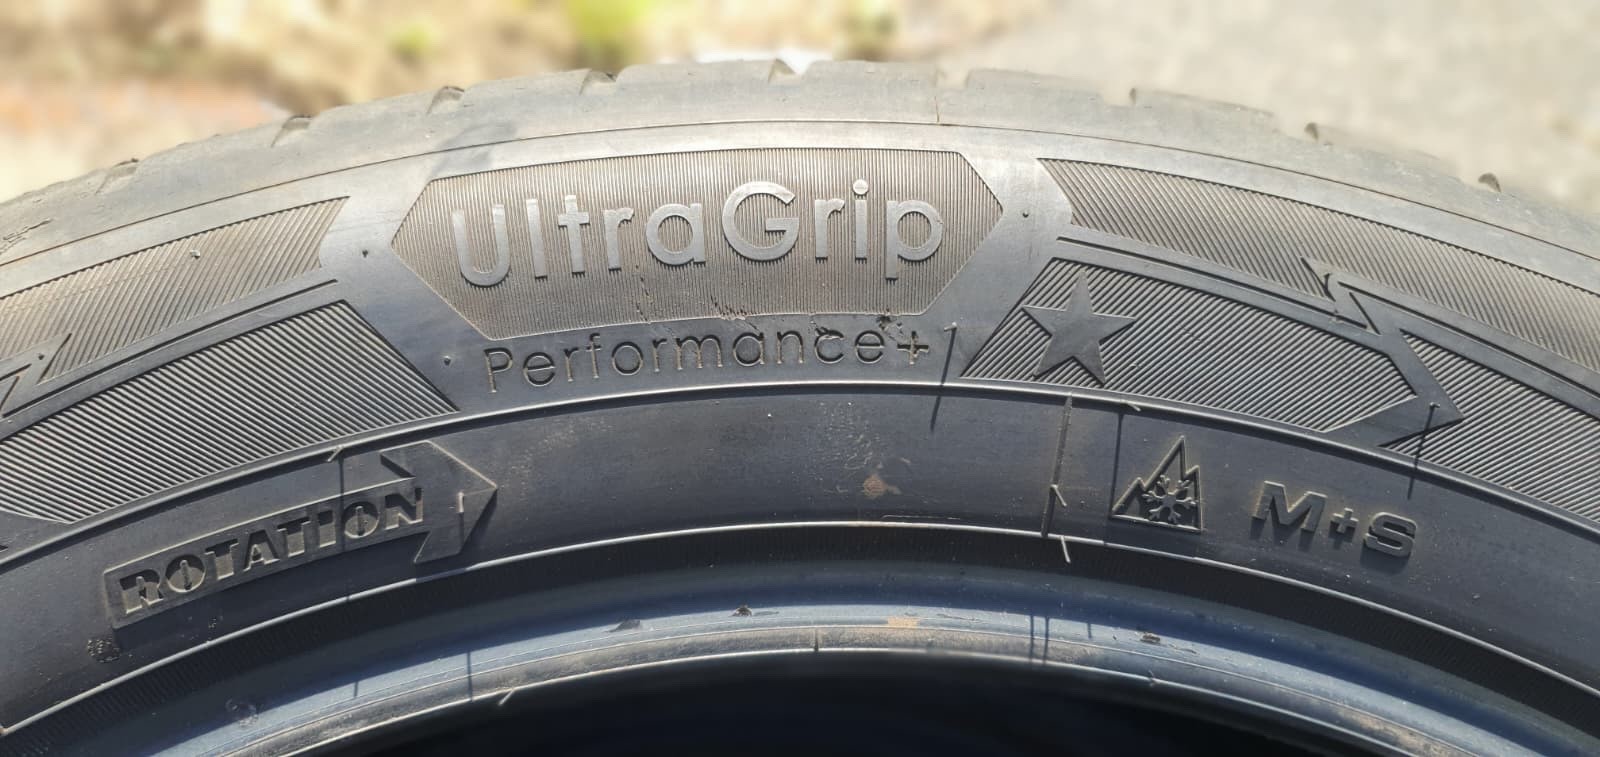 UltraGrip
Performance+
ROTATION
M+S